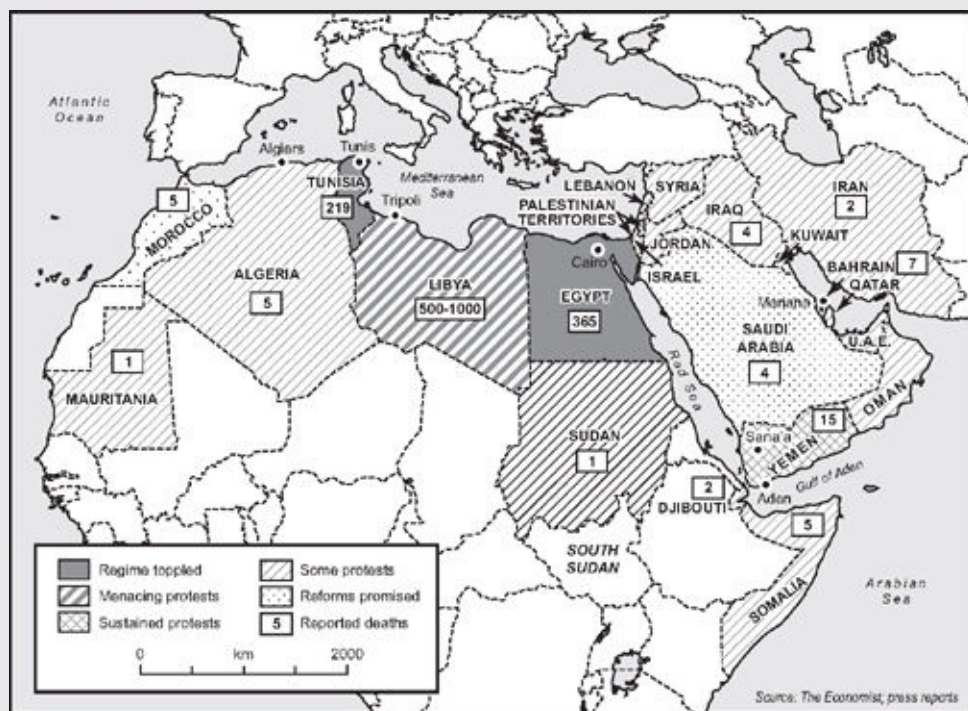 Atlantic
Ocean
Algiers
Tunis
TUNISIA
219
Mediterranean
Sea
Tripoli
5
MOROCCO
ALGERIA
5
LIBYA
500-1000
Cairo
EGYPT
365
LEBANON
PALESTINIAN
TERRITORIES
SYRIA
IRAQ
4
JORDAN
ISRAEL
IRAN
2
KUWAIT
BAHRAIN
7
QATAR
Manama
U.A.E.
SAUDI
ARABIA
4
Red Sea
OMAN
15
Sana'a
YEMEN
Aden
Gulf of Aden
1
MAURITANIA
SUDAN
1
2
DJIBOUTI
5
SOMALIA
SOUTH
SUDAN
Arabian
Sea
Regime toppled
Menacing protests
Sustained protests
Some protests
Reforms promised
5 Reported deaths
0 km 2000
Source: The Economist; press reports